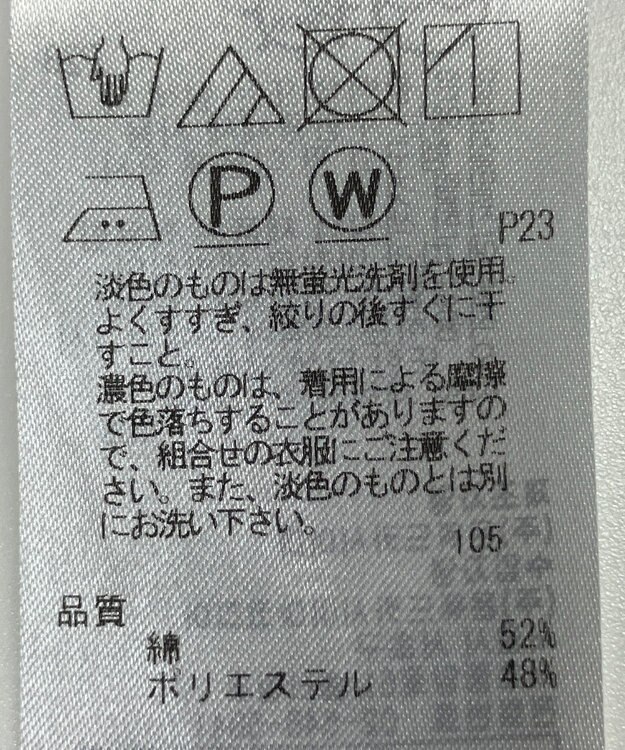 P W
P23
淡色のものは無蛍光洗剤を使用。
よくすすぎ、絞りの後すぐに干
すこと。
濃色のものは、着用による摩擦
で色落ちすることがありますの
で、組合せの衣服にご注意くだ
さい。また、淡色のものとは別
にお洗い下さい。
105
品質
綿 52%
ポリエステル 48%